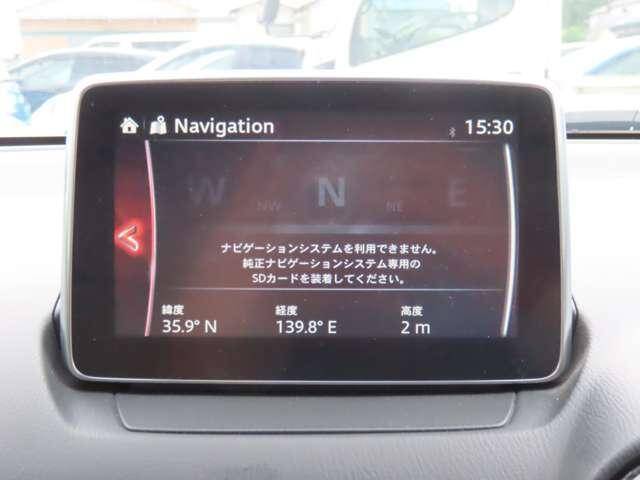 Navigation
15:30
W NW N NE E
ナビゲーションシステムを利用できません。
純正ナビゲーションシステム専用の
SDカードを装着してください。
緯度 経度 高度
35.9° N 139.8° E 2 m